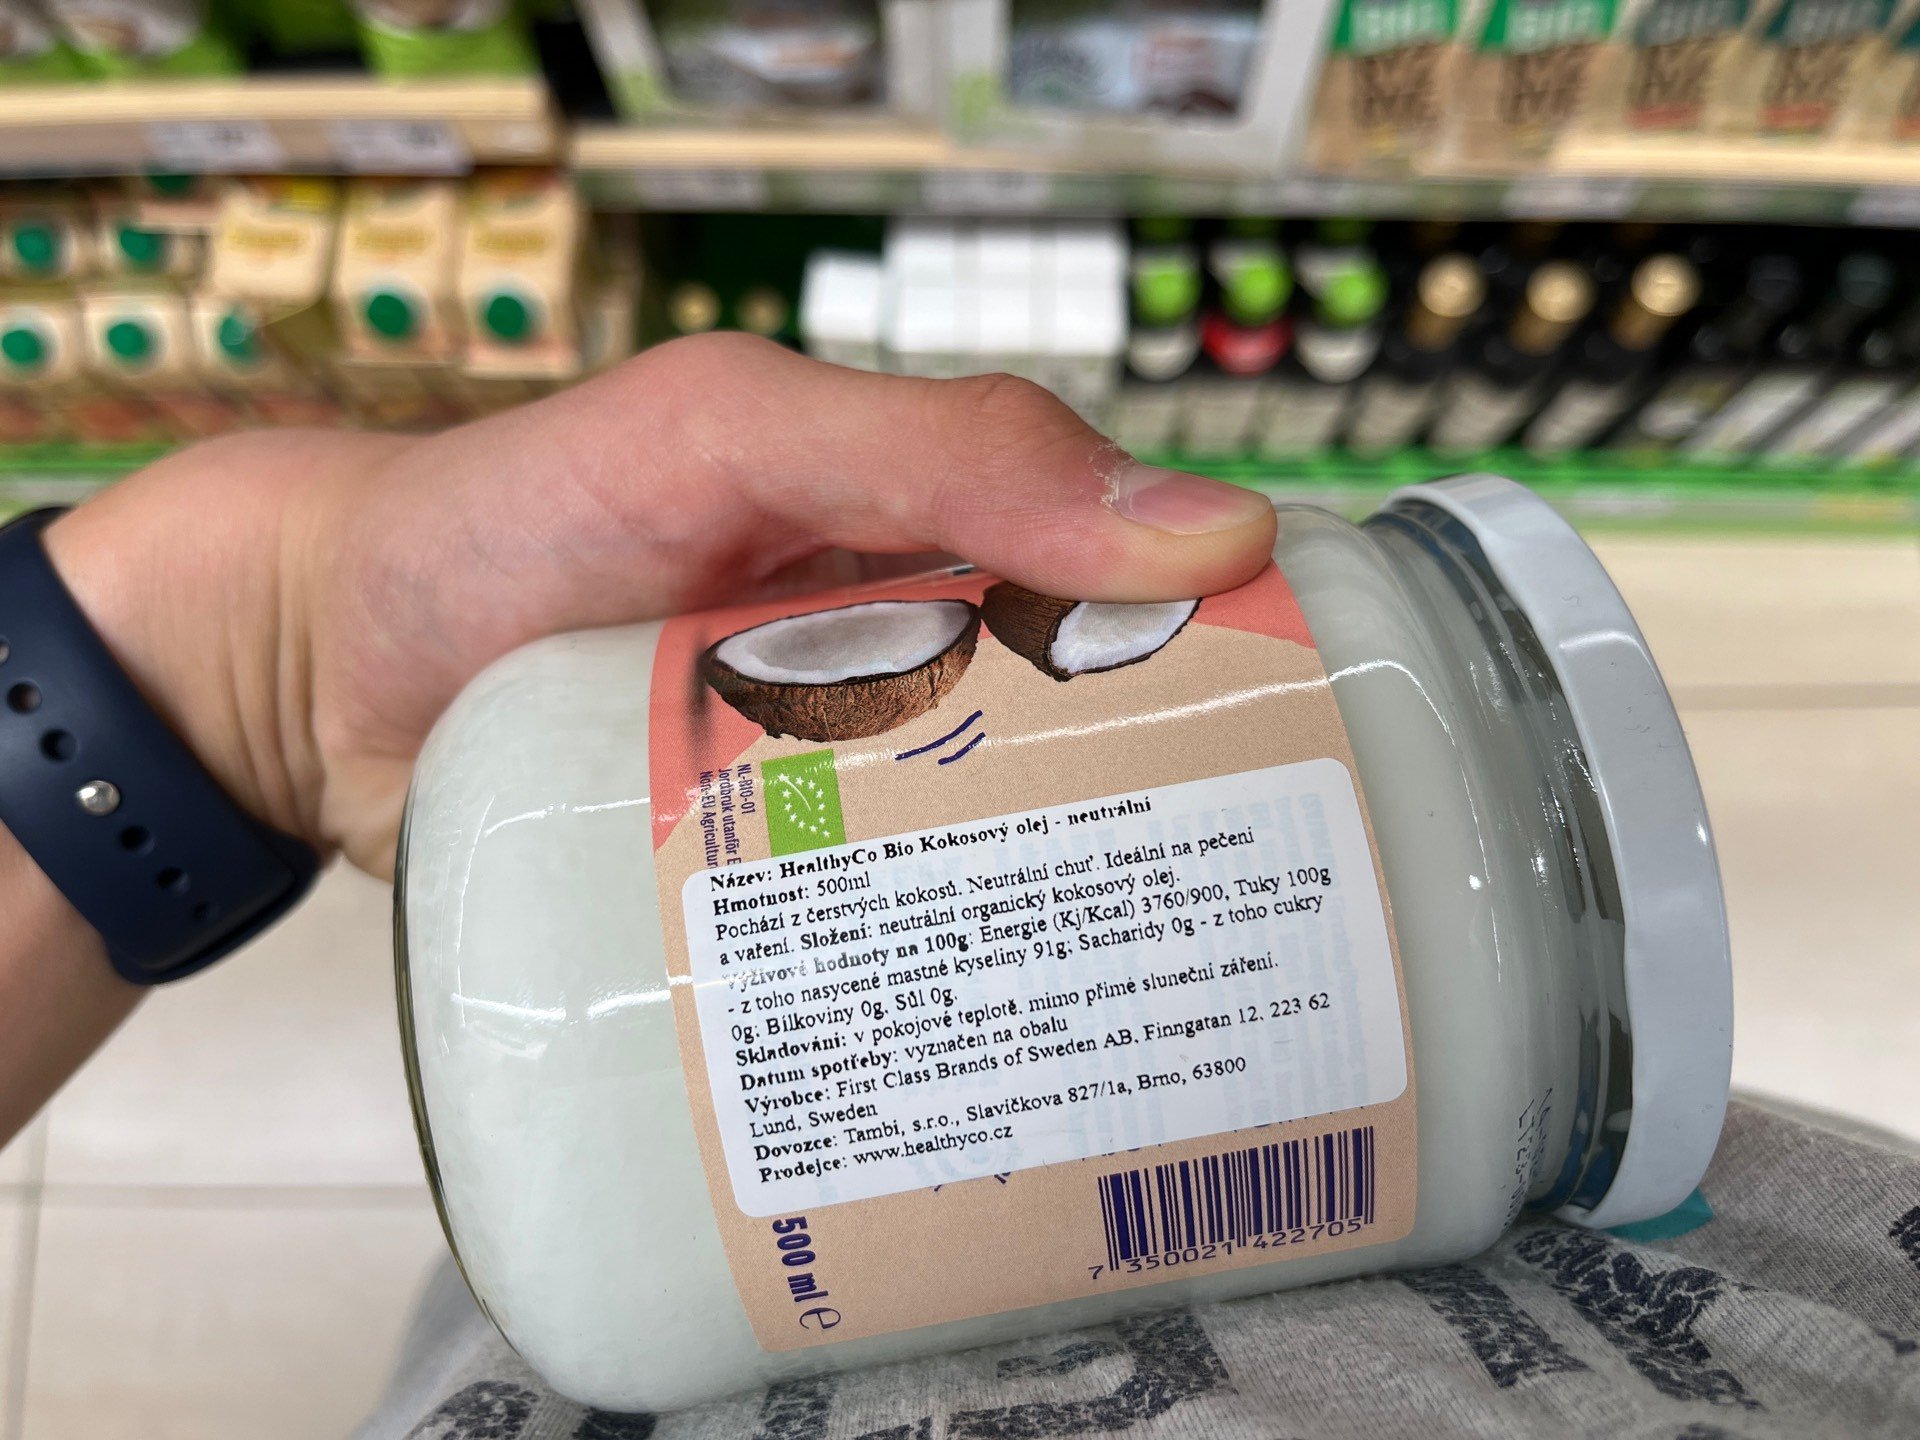 NL-BIO-01
Jordbruk utanför E
Non-EU Agricultur
Název: HealthyCo Bio Kokosový olej - neutrální
Hmotnost: 500ml
Pochází z čerstvých kokosů. Neutrální chuť. Ideální na pečení
a vaření. Složení: neutrální organický kokosový olej.
Výživové hodnoty na 100g: Energie (Kj/Kcal) 3760/900, Tuky 100g
- z toho nasycené mastné kyseliny 91g; Sacharidy 0g - z toho cukry
0g; Bílkoviny 0g, Sůl 0g.
Skladování: v pokojové teplotě, mimo přímé sluneční záření.
Datum spotřeby: vyznačen na obalu
Výrobce: First Class Brands of Sweden AB, Finngatan 12, 223 62
Lund, Sweden
Dovozce: Tambi, s.r.o., Slavíčkova 827/1a, Brno, 63800
Prodejce: www.healthyco.cz
500 ml e
7 350021 422705